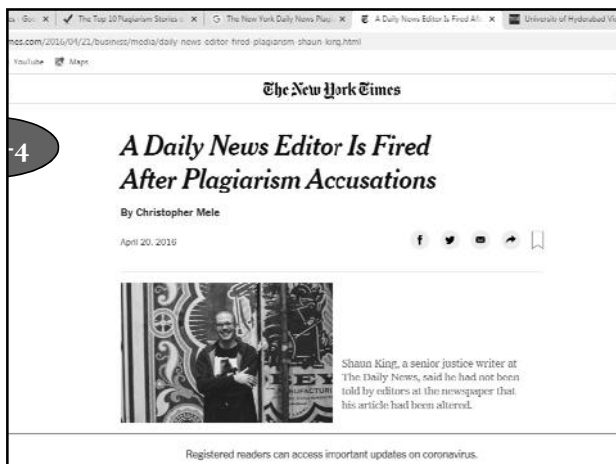 The Top 10 Plagiarism Stories o
The New York Daily News Plagi
A Daily News Editor Is Fired Aft
University of Hyderabad Vi
mes.com/2016/04/21/business/media/daily-news-editor-fired-plagiarism-shaun-king.html
YouTube Maps
The New York Times
-4
A Daily News Editor Is Fired
After Plagiarism Accusations
By Christopher Mele
April 20, 2016
Shaun King, a senior justice writer at
The Daily News, said he had not been
told by editors at the newspaper that
his article had been altered.
Registered readers can access important updates on coronavirus.